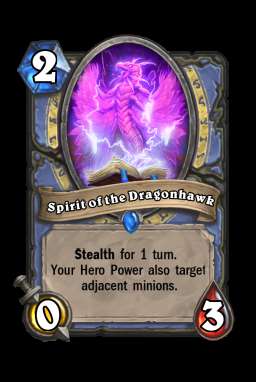 2
Spirit of the Dragonhawk
Stealth for 1 turn.
Your Hero Power also target
adjacent minions.
0
3